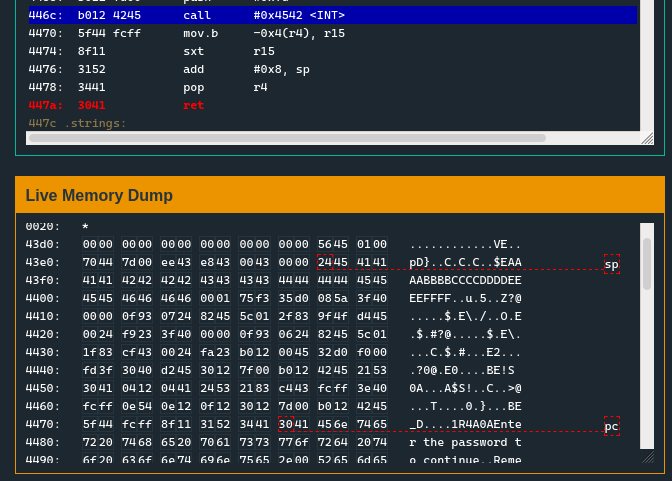 446c: b012 4245 call #0x4542 <INT>
4470: 5f44 fcff mov.b -0x4(r4), r15
4474: 8f11 sxt r15
4476: 3152 add #0x8, sp
4478: 3441 pop r4
447a: 3041 ret
447c .strings:
Live Memory Dump
0020: *
43d0: 0000 0000 0000 0000 0000 0000 5645 0100 ............VE..
43e0: 7044 7d00 ee43 e843 0043 0000 2445 4141 pD}..C.C.C..$EAA sp
43f0: 4141 4242 4242 4343 4343 4444 4444 4545 AABBBBCCCCDDDDEE
4400: 4545 4646 4646 0001 75f3 35d0 085a 3f40 EEFFFF..u.5..Z?@
4410: 0000 0f93 0724 8245 5c01 2f83 9f4f d445 .....$.E\./..O.E
4420: 0024 f923 3f40 0000 0f93 0624 8245 5c01 .$.#?@.....$.E\.
4430: 1f83 cf43 0024 fa23 b012 0045 32d0 f000 ...C.$.#...E2...
4440: fd3f 3040 d245 3012 7f00 b012 4245 2153 .?0@.E0....BE!S
4450: 3041 0412 0441 2453 2183 c443 fcff 3e40 0A...A$S!..C..>@
4460: fcff 0e54 0e12 0f12 3012 7d00 b012 4245 ...T....0.}...BE
4470: 5f44 fcff 8f11 3152 3441 3041 456e 7465 _D....1R4A0AEnte pc
4480: 7220 7468 6520 7061 7373 776f 7264 2074 r the password t
4490: 6f20 636f 6e74 696e 7565 2e00 5265 6d65 o continue..Reme